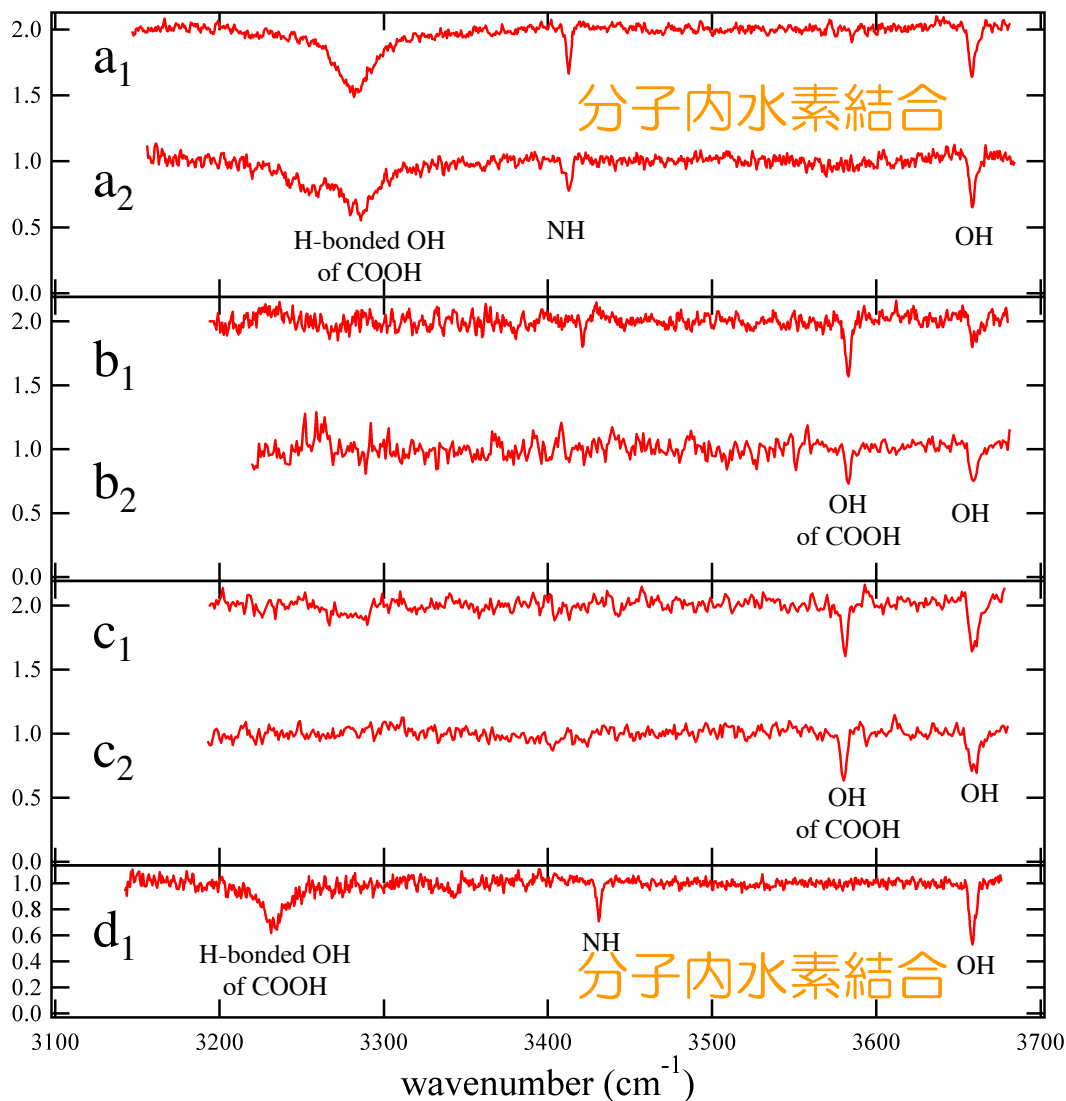 2.0
1.5
1.0
0.5
0.0
a1
a2
分子内水素結合
H-bonded OH
of COOH
NH
OH
2.0
1.5
1.0
0.5
0.0
b1
b2
OH
of COOH
OH
2.0
1.5
1.0
0.5
0.0
c1
c2
OH
of COOH
OH
1.0
0.8
0.6
0.4
0.2
0.0
d1
H-bonded OH
of COOH
NH
分子内水素結合
OH
3100 3200 3300 3400 3500 3600 3700
wavenumber (cm-1)